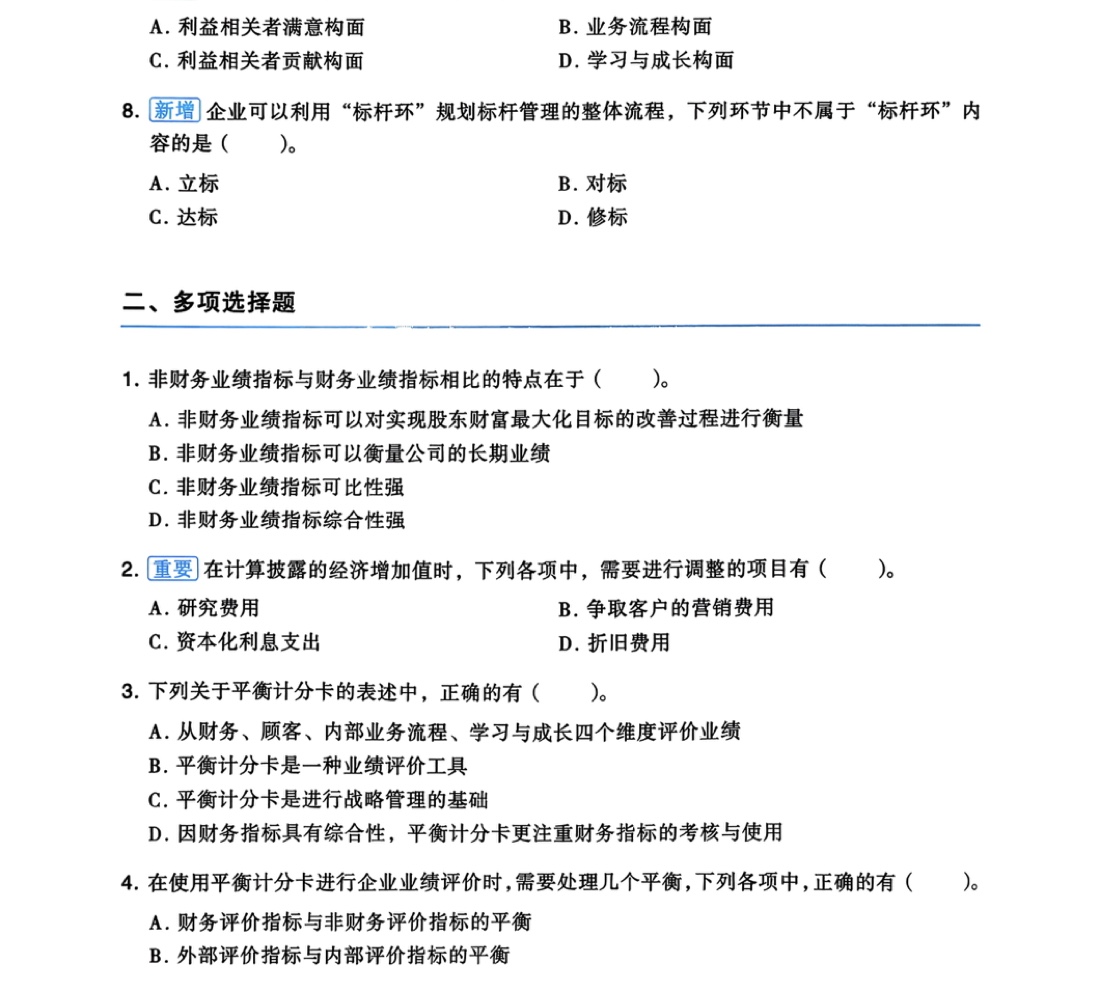 A. 利益相关者满意构面 B. 业务流程构面
C. 利益相关者贡献构面 D. 学习与成长构面
8. 新增 企业可以利用“标杆环”规划标杆管理的整体流程，下列环节中不属于“标杆环”内
容的是（　　）。
A. 立标 B. 对标
C. 达标 D. 修标
二、多项选择题
1. 非财务业绩指标与财务业绩指标相比的特点在于（　　）。
A. 非财务业绩指标可以对实现股东财富最大化目标的改善过程进行衡量
B. 非财务业绩指标可以衡量公司的长期业绩
C. 非财务业绩指标可比性强
D. 非财务业绩指标综合性强
2. 重要 在计算披露的经济增加值时，下列各项中，需要进行调整的项目有（　　）。
A. 研究费用 B. 争取客户的营销费用
C. 资本化利息支出 D. 折旧费用
3. 下列关于平衡计分卡的表述中，正确的有（　　）。
A. 从财务、顾客、内部业务流程、学习与成长四个维度评价业绩
B. 平衡计分卡是一种业绩评价工具
C. 平衡计分卡是进行战略管理的基础
D. 因财务指标具有综合性，平衡计分卡更注重财务指标的考核与使用
4. 在使用平衡计分卡进行企业业绩评价时，需要处理几个平衡，下列各项中，正确的有（　　）。
A. 财务评价指标与非财务评价指标的平衡
B. 外部评价指标与内部评价指标的平衡